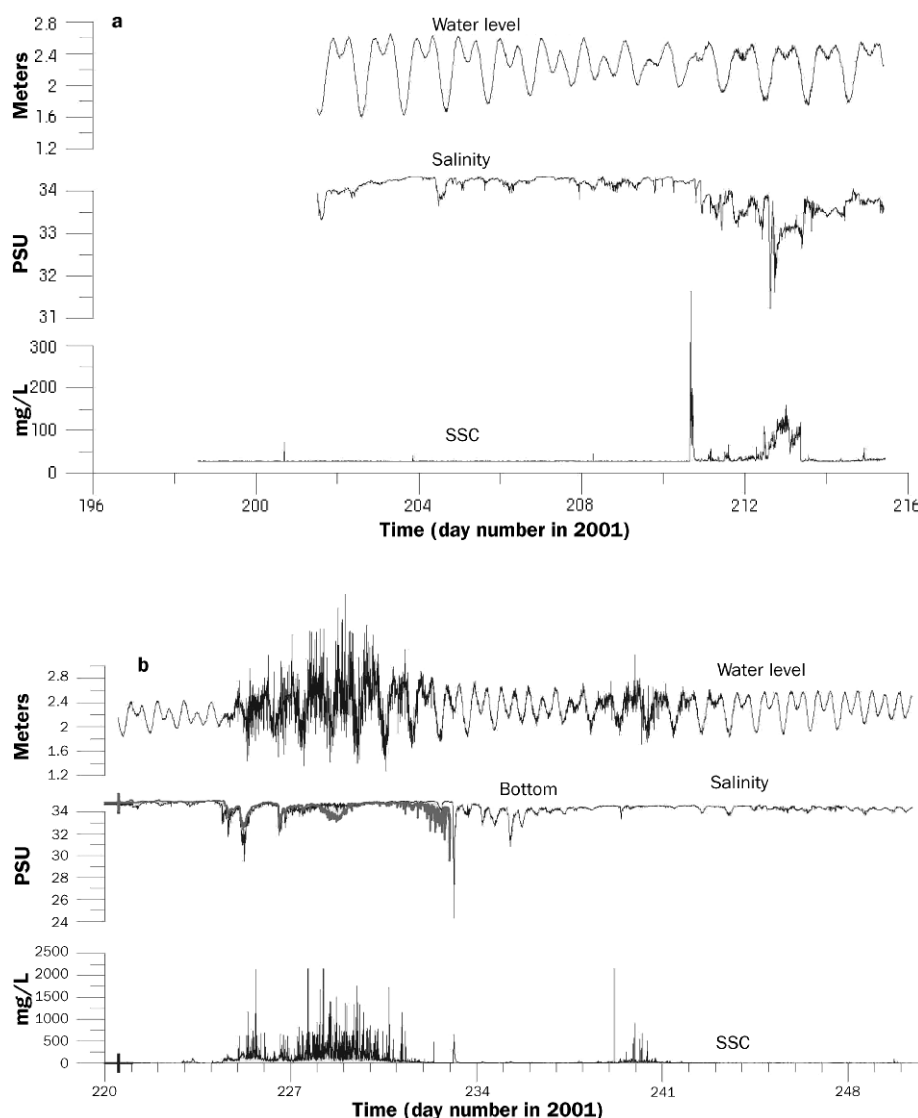 a
Water level
2.8
2.4
2
1.6
1.2
Meters
Salinity
34
33
32
31
PSU
300
200
100
0
mg/L
SSC
196 200 204 208 212 216
Time (day number in 2001)
b
Water level
2.8
2.4
2
1.6
1.2
Meters
Bottom Salinity
34
32
30
28
26
24
PSU
2500
2000
1500
1000
500
0
mg/L
SSC
220 227 234 241 248
Time (day number in 2001)